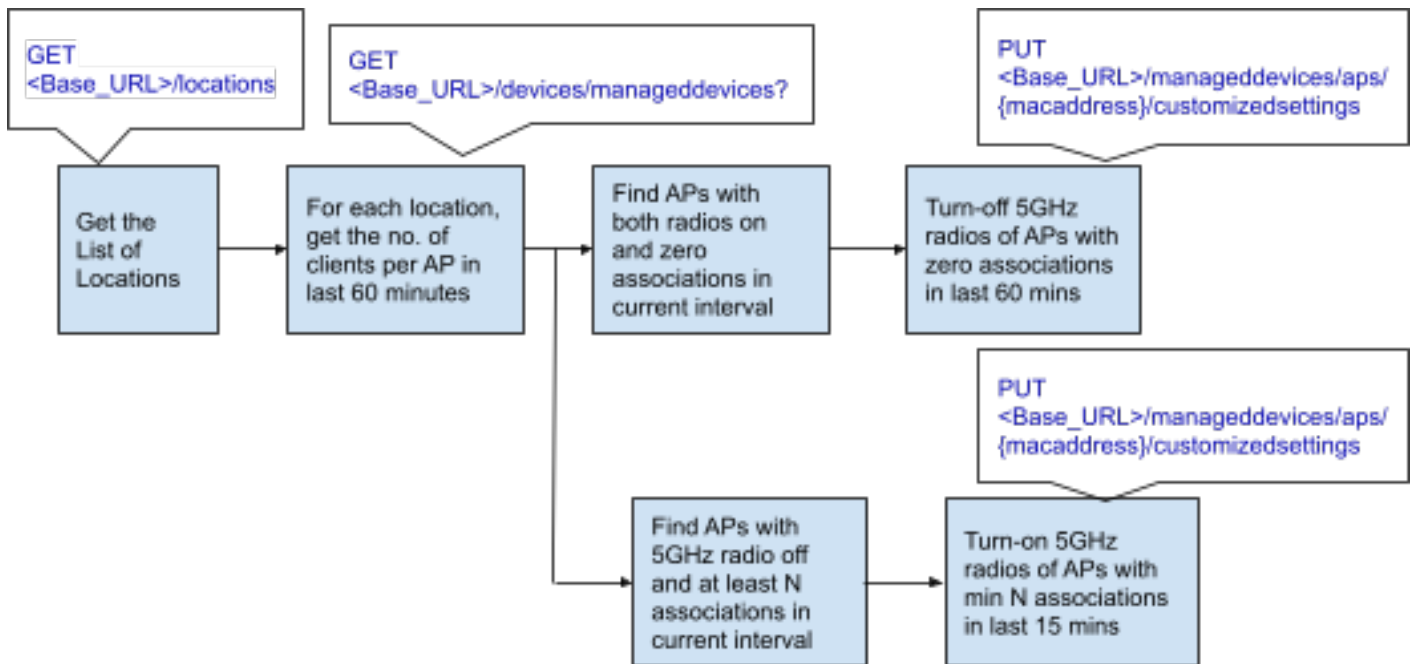 GET
<Base_URL>/locations
GET
<Base_URL>/devices/manageddevices?
PUT
<Base_URL>/manageddevices/aps/
{macaddress}/customizedsettings
Get the
List of
Locations
For each location,
get the no. of
clients per AP in
last 60 minutes
Find APs with
both radios on
and zero
associations in
current interval
Turn-off 5GHz
radios of APs with
zero associations
in last 60 mins
PUT
<Base_URL>/manageddevices/aps/
{macaddress}/customizedsettings
Find APs with
5GHz radio off
and at least N
associations in
current interval
Turn-on 5GHz
radios of APs with
min N associations
in last 15 mins